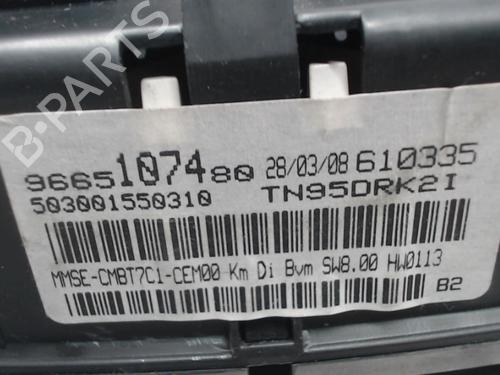 B-PARTS
9665107480 28/03/08 610335
503001550310 TN95DRK2I
MMSE-CMBT7C1-CEM00 Km Di Bvm SW8.00 HW0113
B2